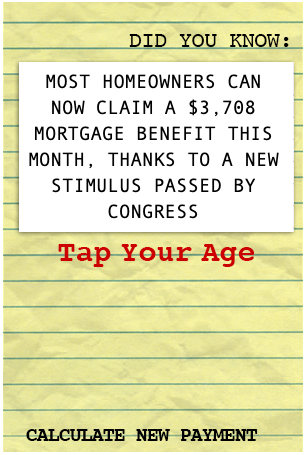 DID YOU KNOW:
MOST HOMEOWNERS CAN
NOW CLAIM A $3,708
MORTGAGE BENEFIT THIS
MONTH, THANKS TO A NEW
STIMULUS PASSED BY
CONGRESS
Tap Your Age
CALCULATE NEW PAYMENT